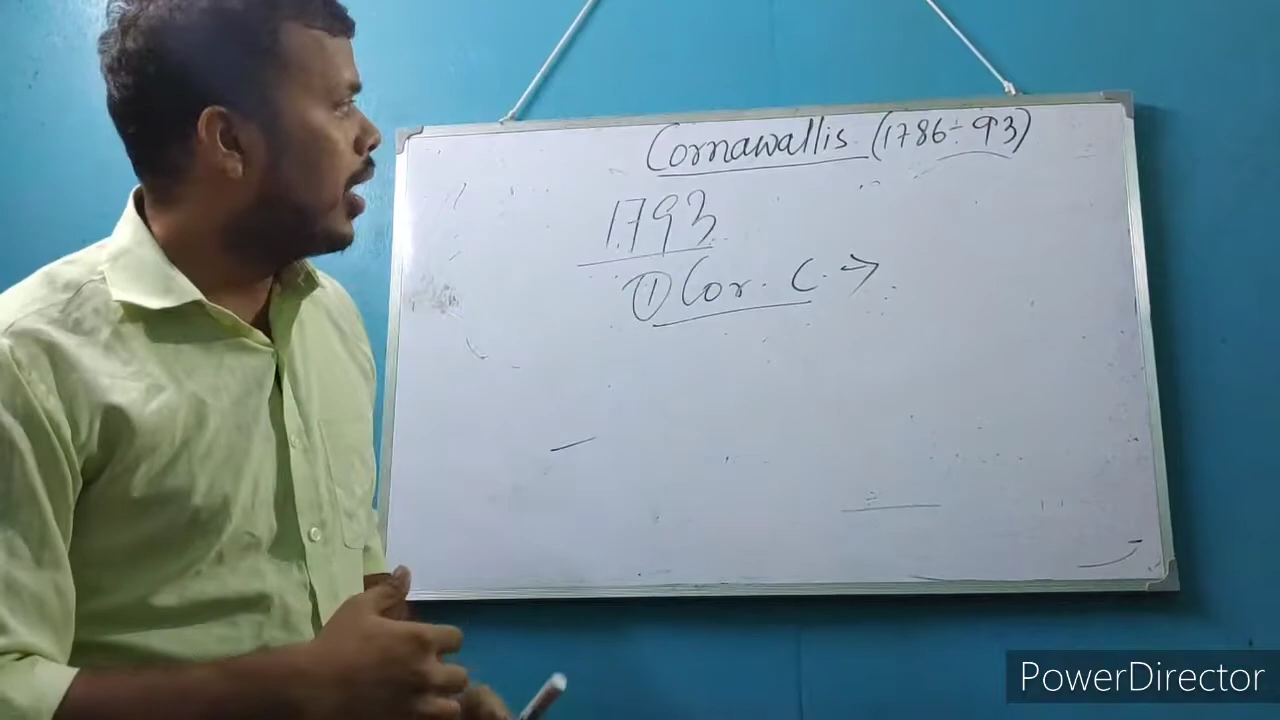 Cornawallis (1786-93)
1793
① Cor. C. →
PowerDirector